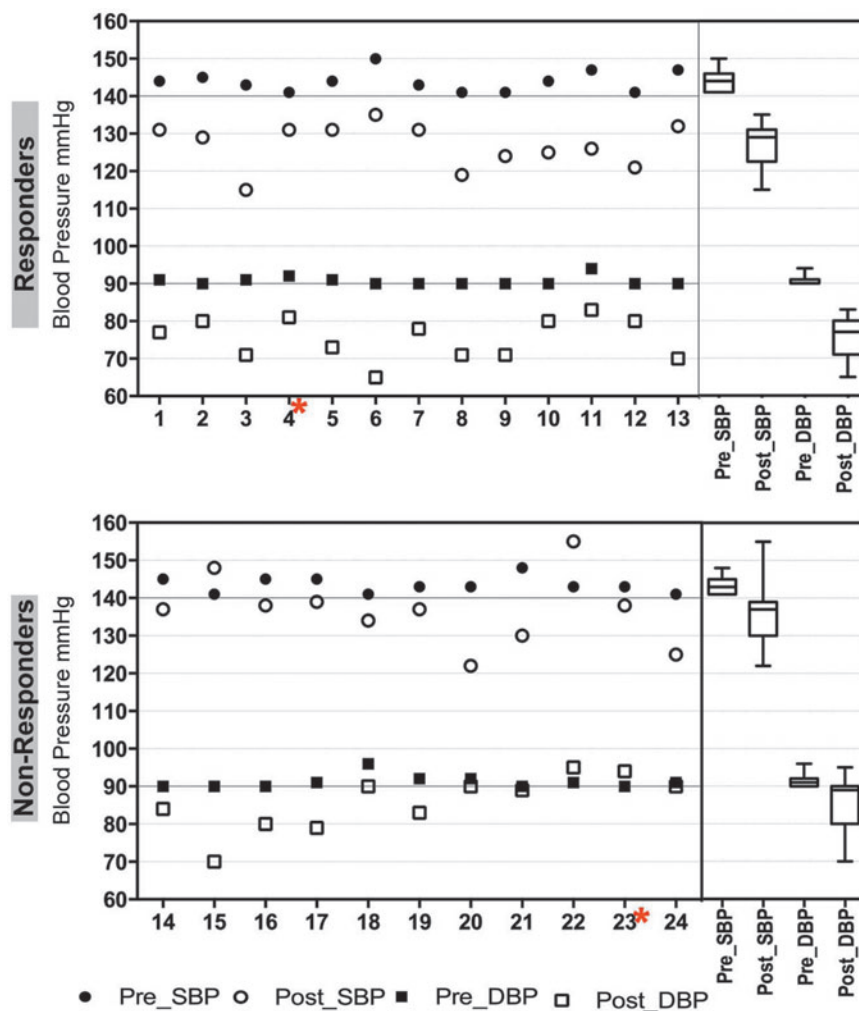 Responders
Blood Pressure mmHg
160
150
140
130
120
110
100
90
80
70
60
1 2 3 4* 5 6 7 8 9 10 11 12 13
Pre_SBP
Post_SBP
Pre_DBP
Post_DBP
Non-Responders
Blood Pressure mmHg
160
150
140
130
120
110
100
90
80
70
60
14 15 16 17 18 19 20 21 22 23* 24
Pre_SBP
Post_SBP
Pre_DBP
Post_DBP
Pre_SBP Post_SBP Pre_DBP Post_DBP